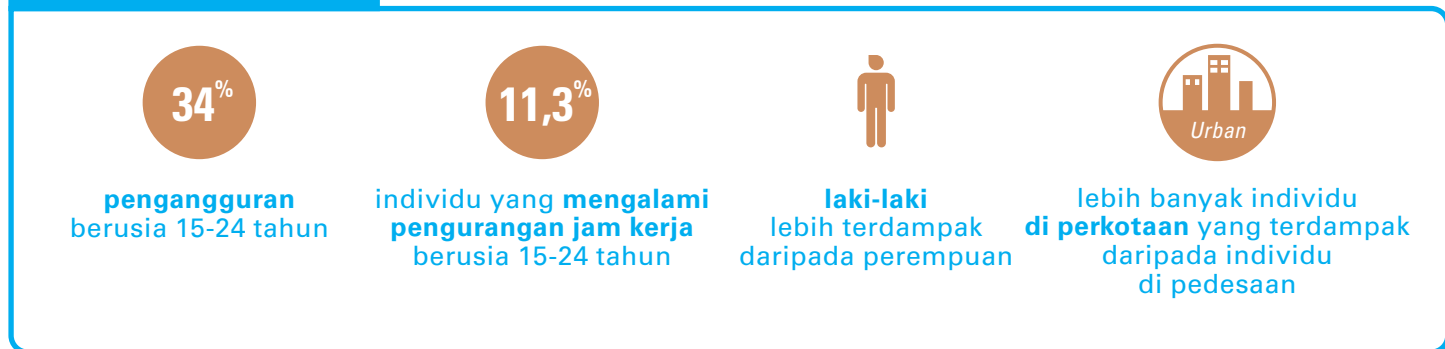 34%
pengangguran
berusia 15-24 tahun
11,3%
individu yang mengalami
pengurangan jam kerja
berusia 15-24 tahun
laki-laki
lebih terdampak
daripada perempuan
Urban
lebih banyak individu
di perkotaan yang terdampak
daripada individu
di pedesaan